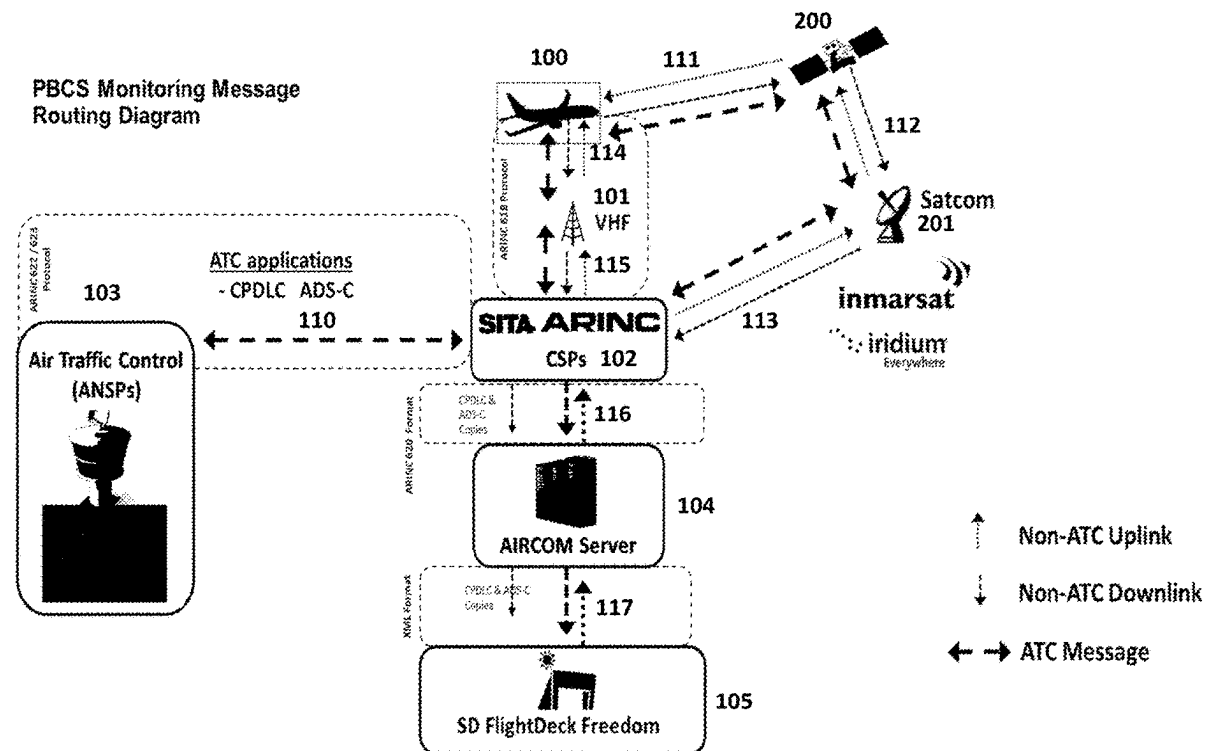 PBCS Monitoring Message
Routing Diagram
100
200
111
112
114
ARINC 618 Protocol
101
VHF
Satcom
201
115
ARINC 622 / 623
Protocol
ATC applications
- CPDLC ADS-C
103
110
inmarsat
113
iridium
Everywhere
SITA ARINC
CSPs 102
Air Traffic Control
(ANSPs)
CPDLC &
ADS-C
Copies
116
ARINC 620 Format
104
AIRCOM Server
Non-ATC Uplink
CPDLC & ADS-C
Copies
117
XML Format
Non-ATC Downlink
ATC Message
105
SD FlightDeck Freedom